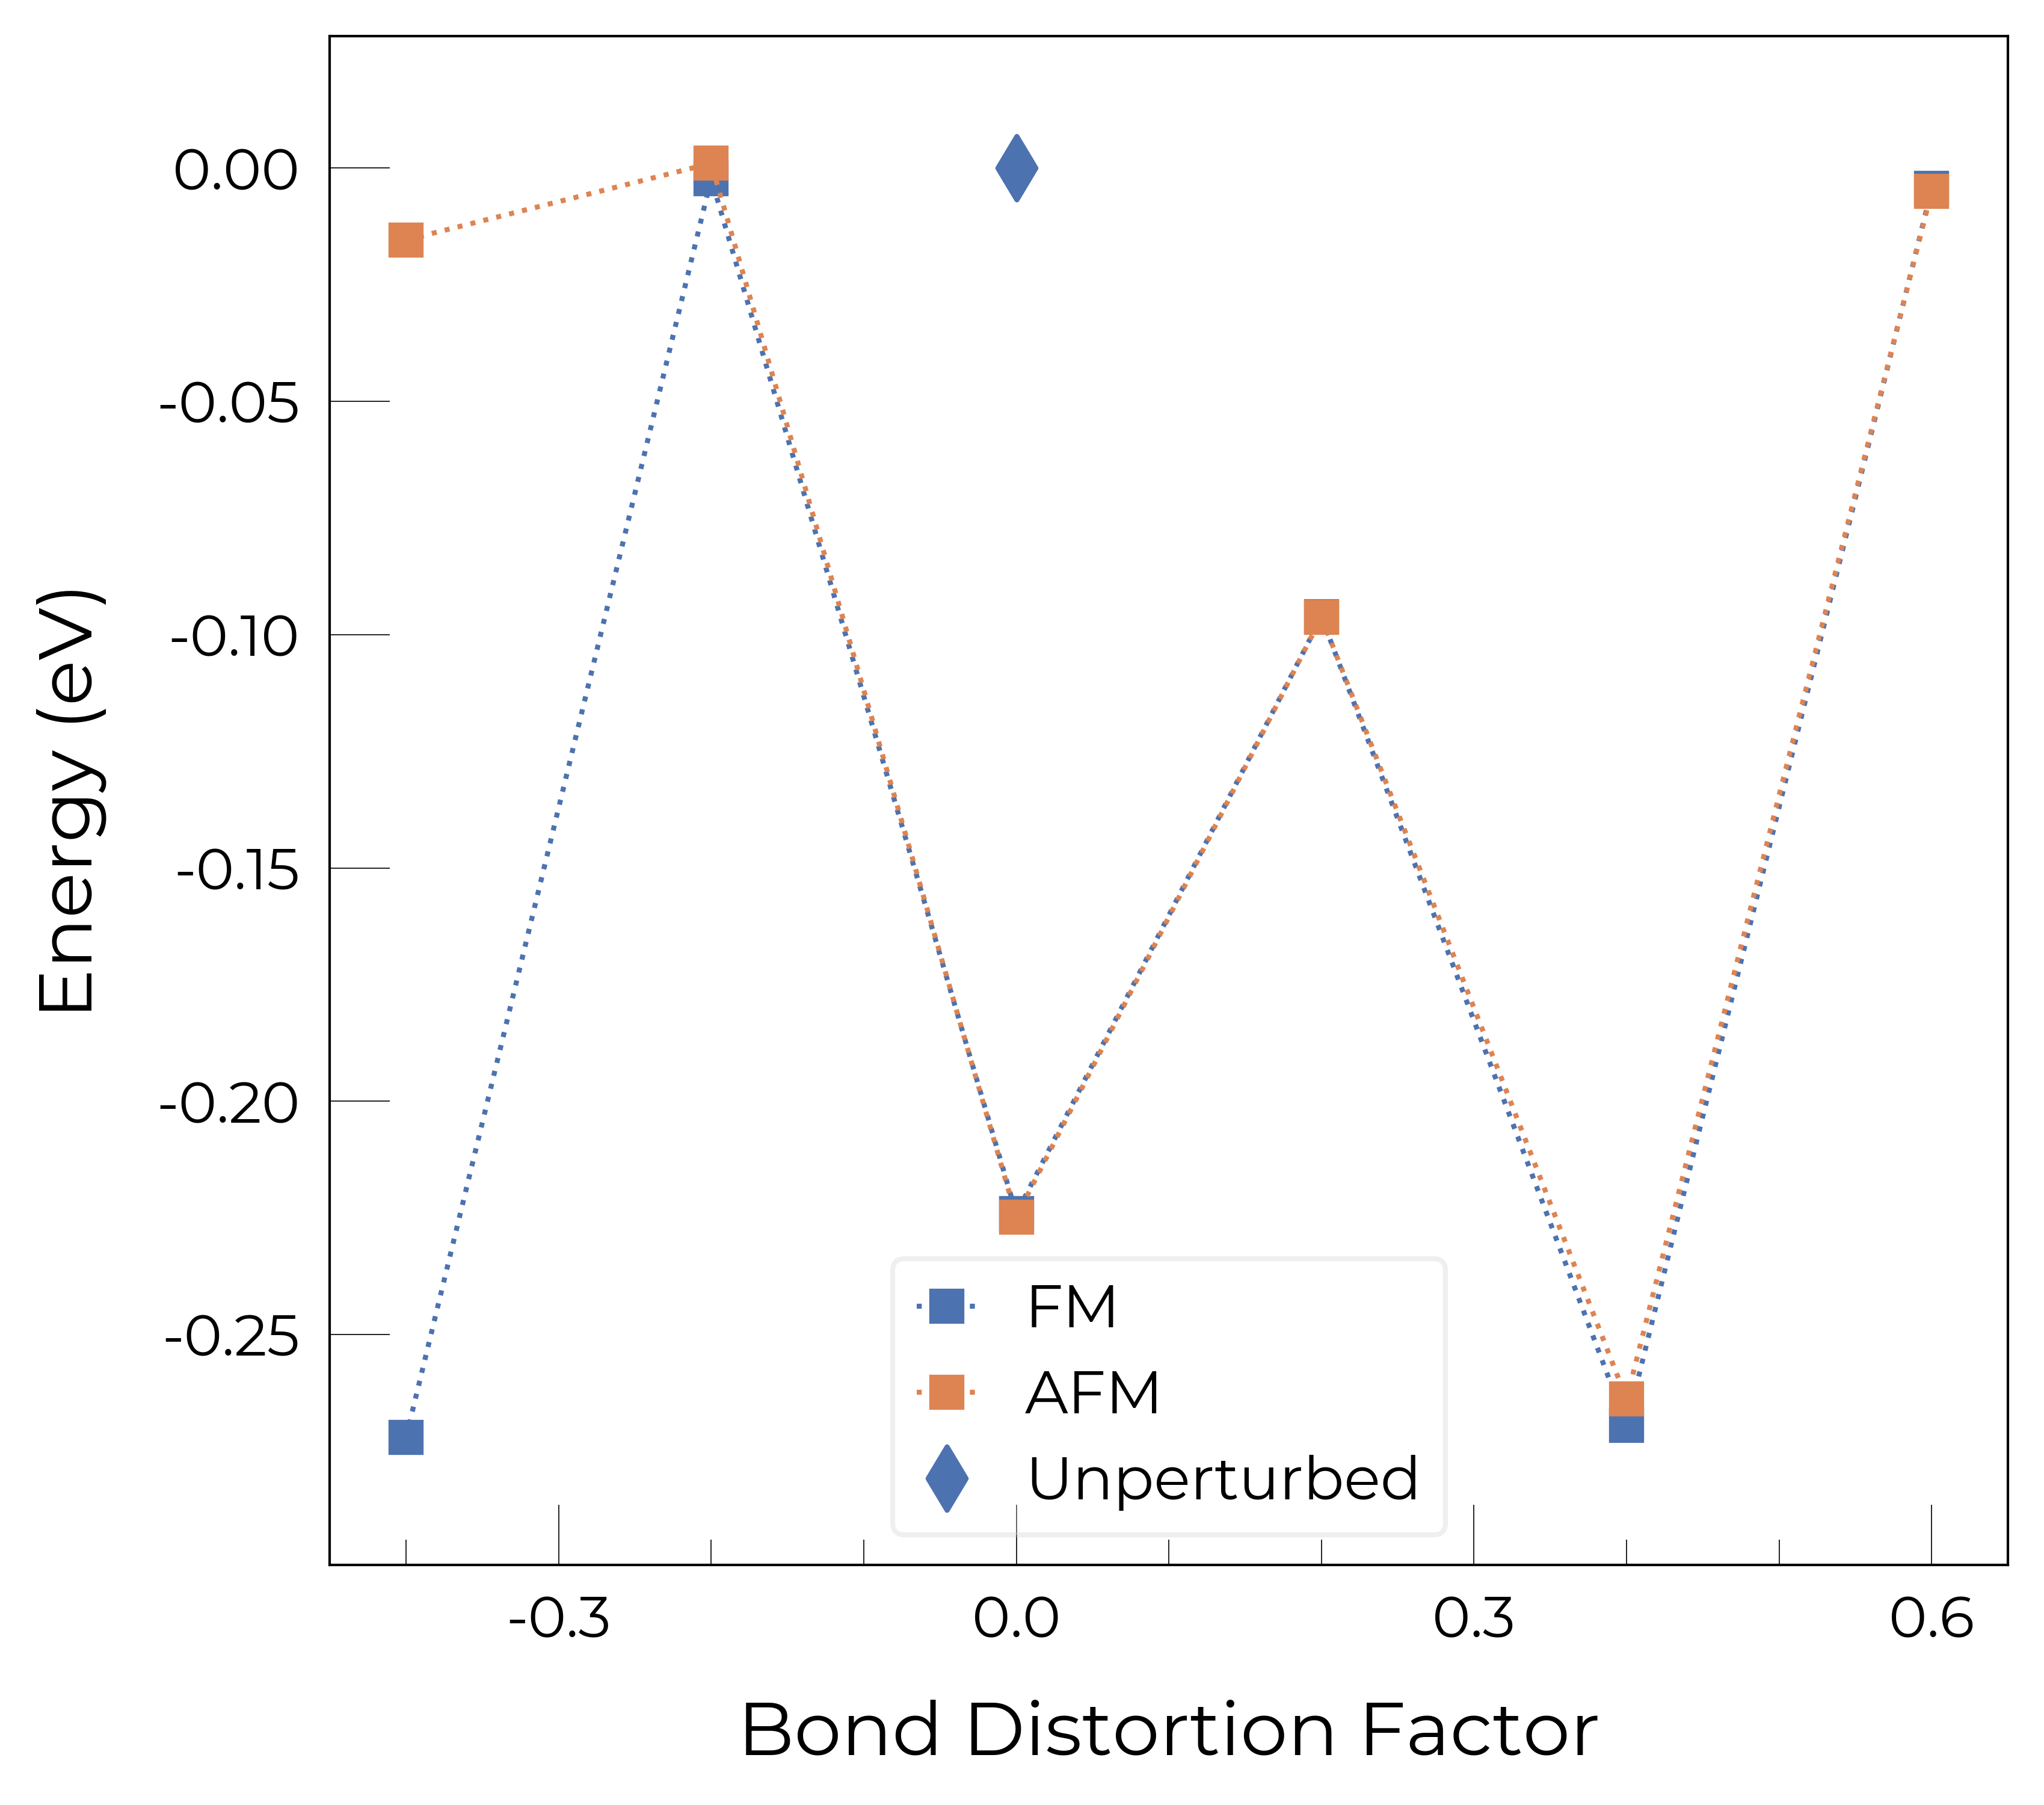 0.00
-0.05
-0.10
-0.15
-0.20
-0.25
Energy (eV)
FM
AFM
Unperturbed
-0.3
0.0
0.3
0.6
Bond Distortion Factor